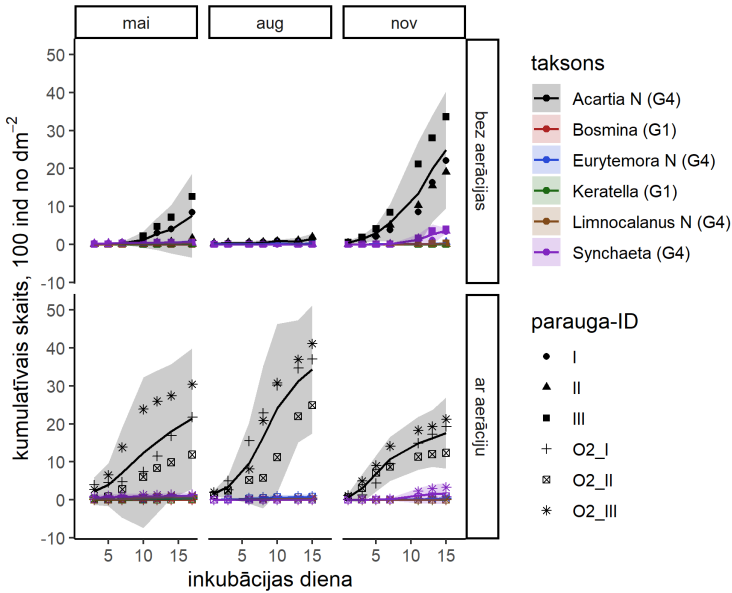 mai aug nov
kumulatīvais skaits, 100 ind no dm⁻²
50
40
30
20
10
0
-10
bez aerācijas
50
40
30
20
10
0
-10
ar aerāciju
5 10 15 5 10 15 5 10 15
inkubācijas diena
taksons
Acartia N (G4)
Bosmina (G1)
Eurytemora N (G4)
Keratella (G1)
Limnocalanus N (G4)
Synchaeta (G4)
parauga-ID
I
II
III
O2_I
O2_II
O2_III